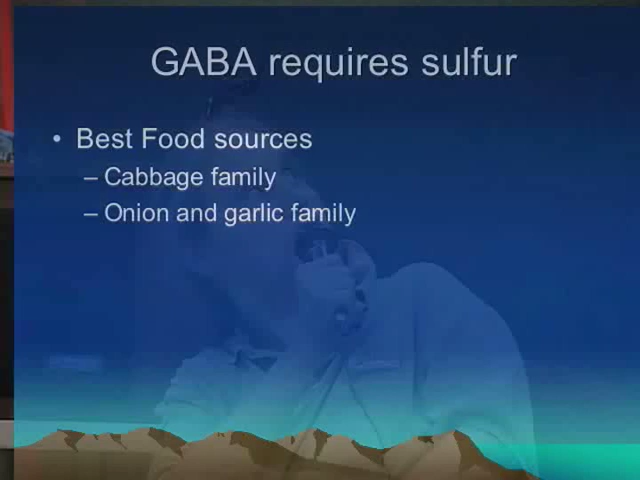 GABA requires sulfur
• Best Food sources
– Cabbage family
– Onion and garlic family